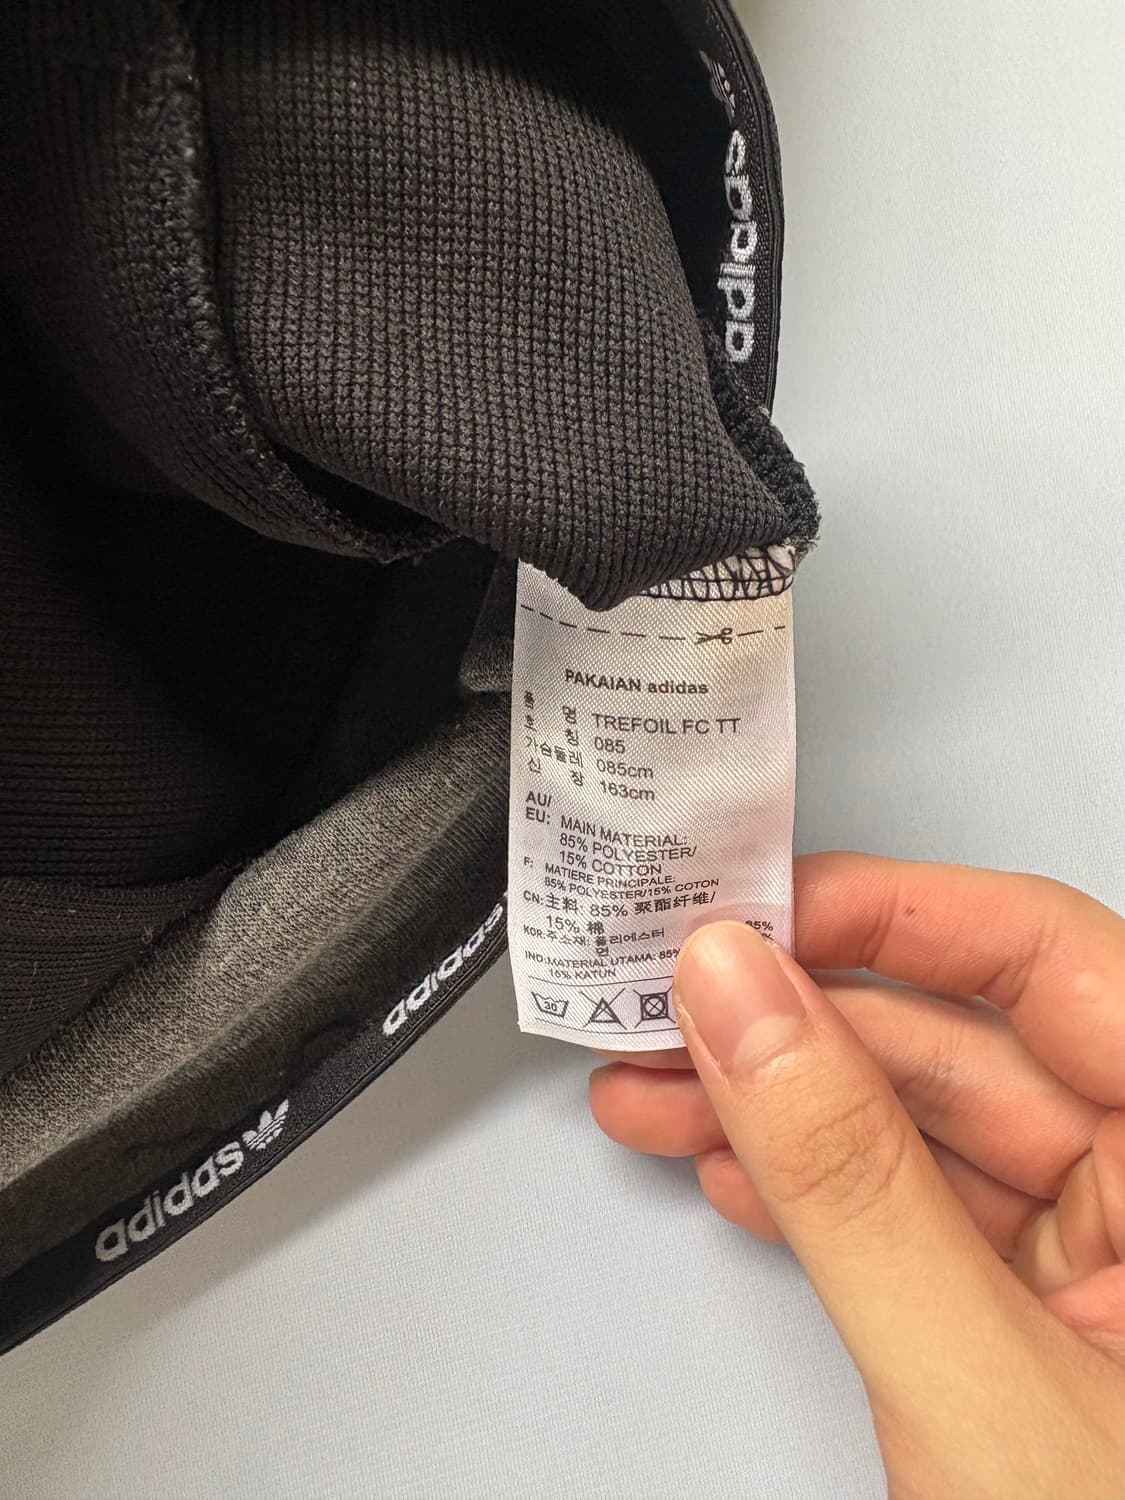 adidas
PAKAIAN adidas
품 명 TREFOIL FC TT
호 칭 085
가슴둘레 085cm
신 장 163cm
AU/
EU: MAIN MATERIAL:
85% POLYESTER/
15% COTTON
F: MATIERE PRINCIPALE:
85% POLYESTER/15% COTON
CN:主料: 85% 聚酯纤维/
15% 棉
KOR:주소재: 폴리에스터 85%
면
IND:MATERIAL UTAMA: 85%
15% KATUN
30
adidas
adidas